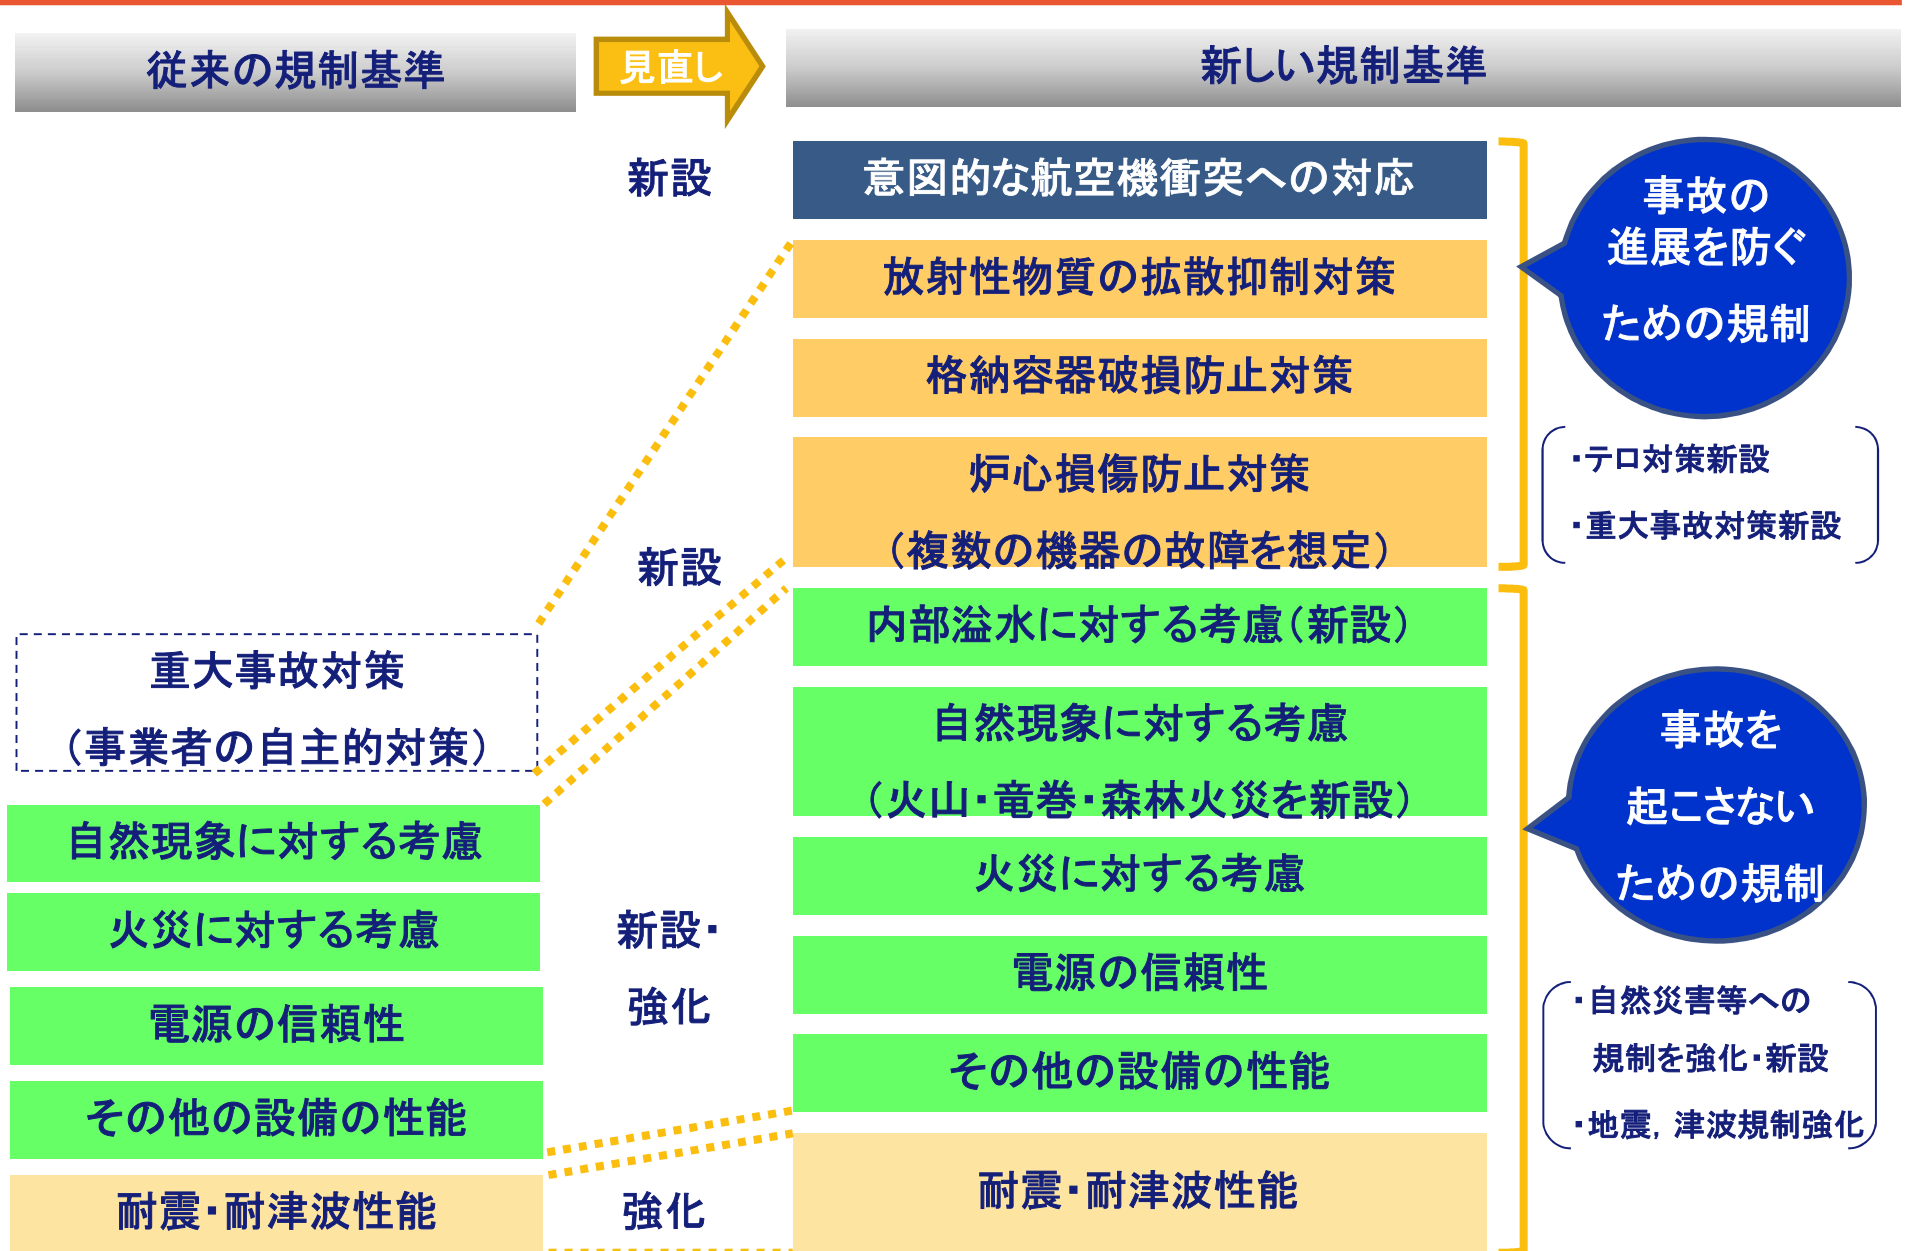 従来の規制基準
見直し
新しい規制基準
新設
意図的な航空機衝突への対応
放射性物質の拡散抑制対策
格納容器破損防止対策
炉心損傷防止対策
（複数の機器の故障を想定）
事故の
進展を防ぐ
ための規制
・テロ対策新設
・重大事故対策新設
新設
重大事故対策
（事業者の自主的対策）
自然現象に対する考慮
火災に対する考慮
電源の信頼性
その他の設備の性能
耐震・耐津波性能
新設・
強化
強化
内部溢水に対する考慮（新設）
自然現象に対する考慮
（火山・竜巻・森林火災を新設）
火災に対する考慮
電源の信頼性
その他の設備の性能
耐震・耐津波性能
事故を
起こさない
ための規制
・自然災害等への
規制を強化・新設
・地震，津波規制強化